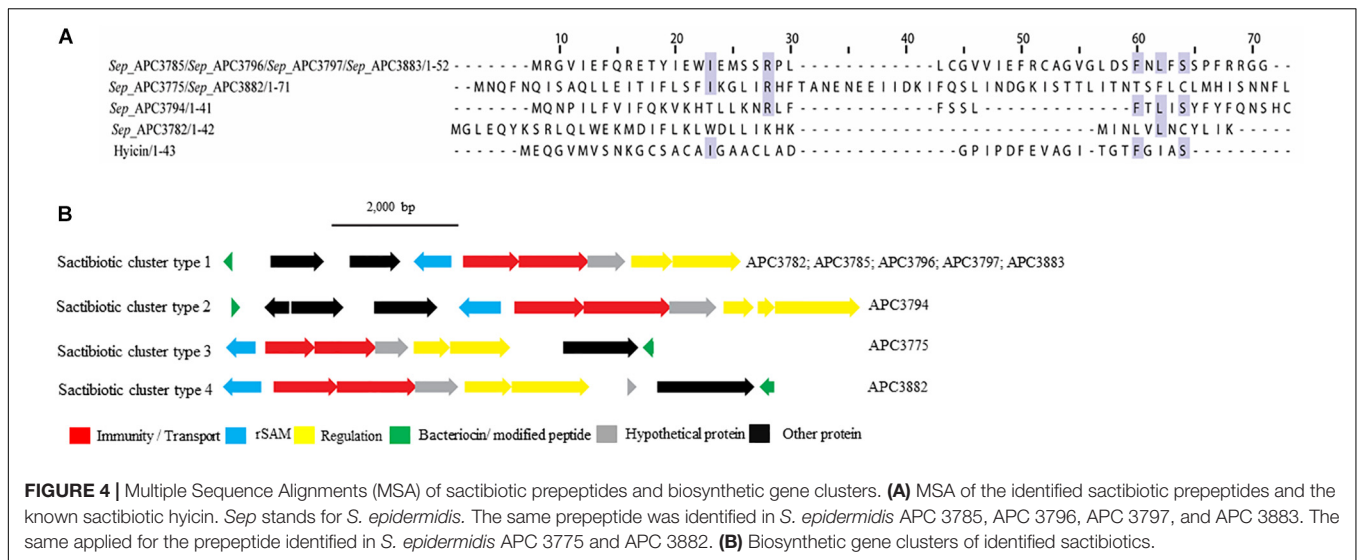 A
10 20 30 40 50 60 70
Sep_APC3785/Sep_APC3796/Sep_APC3797/Sep_APC3883/1-52 -------MRGVIEFQRETYIEWIEMSSRPL------------LCGVVIEFRCAGVGLDSFNLFSSPFRRGG--
Sep_APC3775/Sep_APC3882/1-71 --MNQFNQISAQLLEITIFLSFIKGLIRHFTANENEEIIDKIFQSLINDGKISTTLITNTSFLCLMHISNNFL
Sep_APC3794/1-41 -------MQNPILFVIFQKVKHTLLKNRLF------------FSSL-------------FTLISYFYFQNSHC
Sep_APC3782/1-42 MGLEQYKSRLQLWEKMDIFLKLWDLLIKHK--------------------------MINLVLNCYLIK-----
Hyicin/1-43 ------MEQGVMVSNKGCSACAIGAACLAD--------------GPIPDFEVAGI-TGTFGIAS---------
B
2,000 bp
Sactibiotic cluster type 1 APC3782; APC3785; APC3796; APC3797; APC3883
Sactibiotic cluster type 2 APC3794
Sactibiotic cluster type 3 APC3775
Sactibiotic cluster type 4 APC3882
Immunity / Transport rSAM Regulation Bacteriocin/ modified peptide Hypothetical protein Other protein
FIGURE 4 | Multiple Sequence Alignments (MSA) of sactibiotic prepeptides and biosynthetic gene clusters. (A) MSA of the identified sactibiotic prepeptides and the
known sactibiotic hyicin. Sep stands for S. epidermidis. The same prepeptide was identified in S. epidermidis APC 3785, APC 3796, APC 3797, and APC 3883. The
same applied for the prepeptide identified in S. epidermidis APC 3775 and APC 3882. (B) Biosynthetic gene clusters of identified sactibiotics.